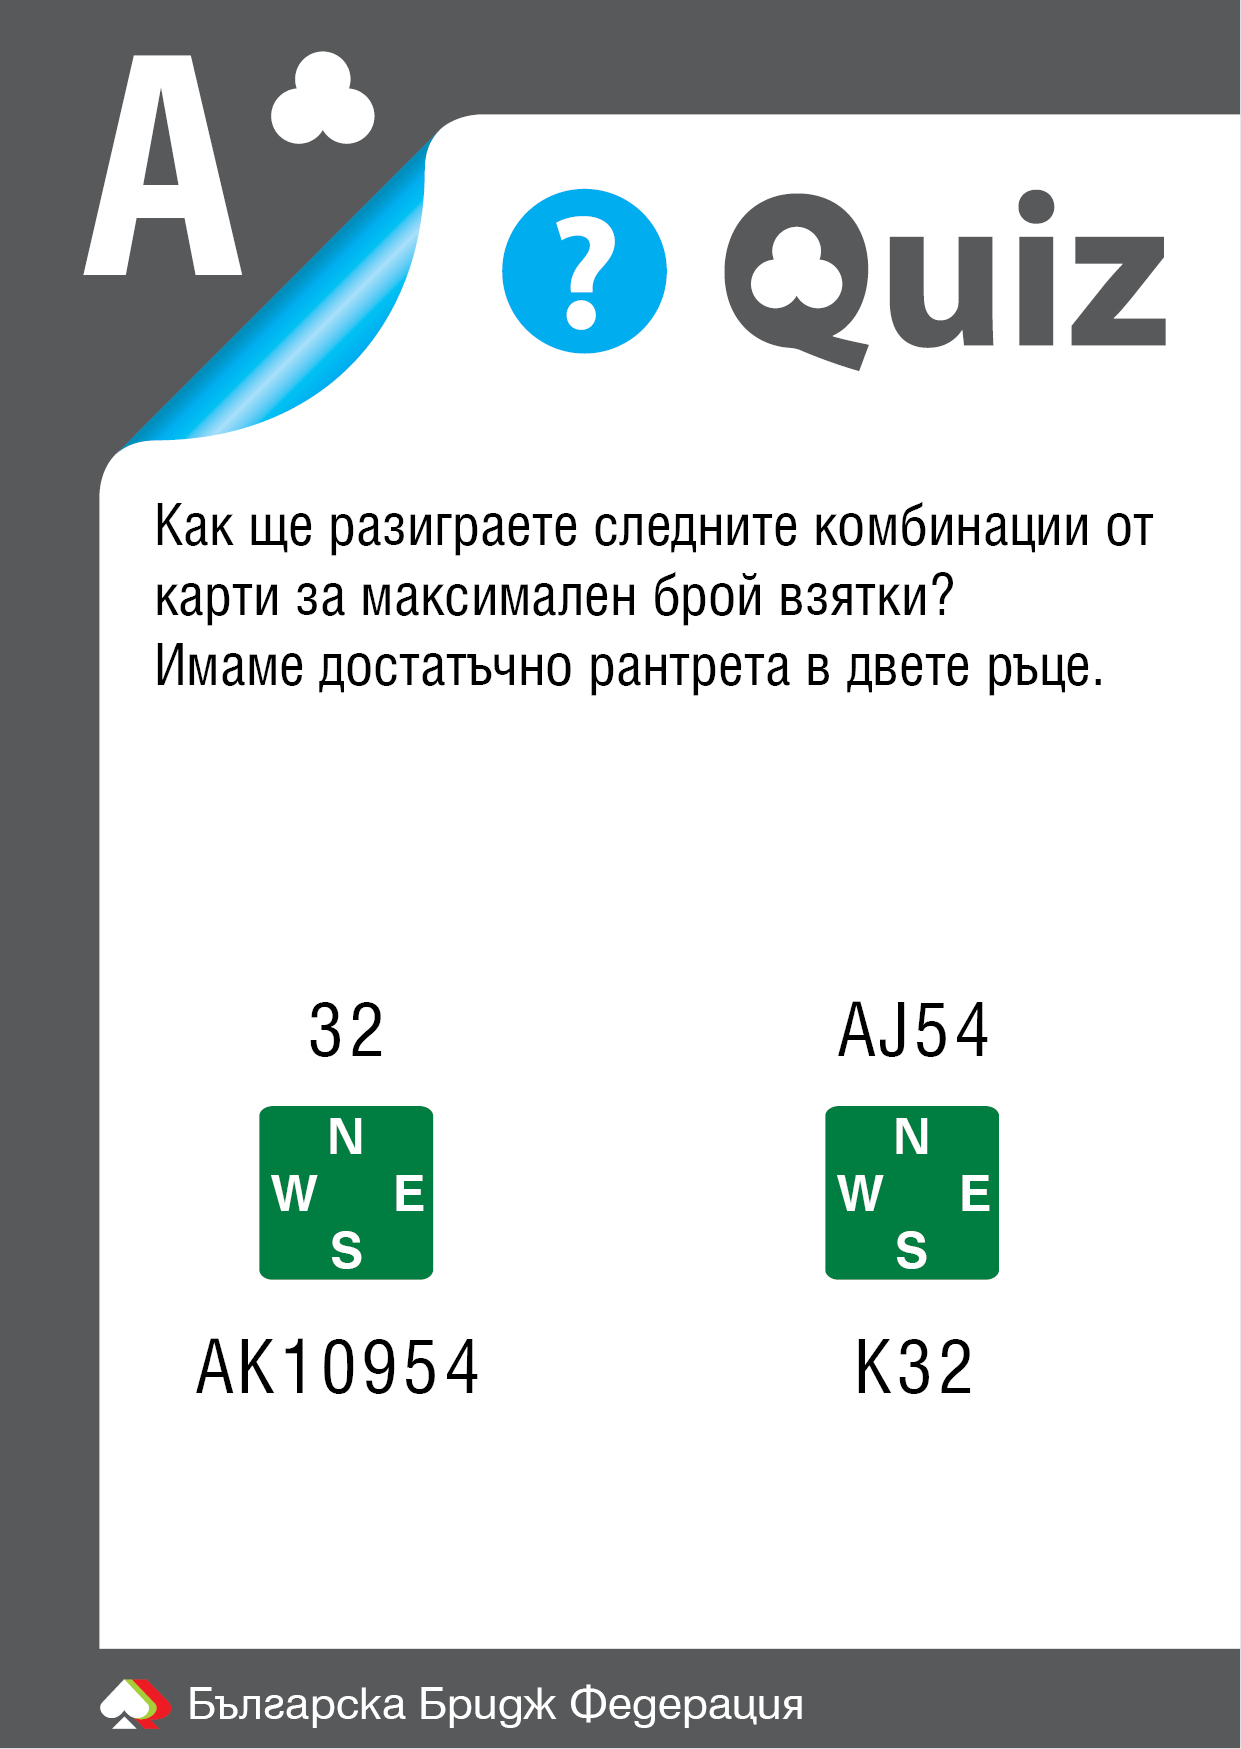 A
? Quiz
Как ще разиграете следните комбинации от
карти за максимален брой взятки?
Имаме достатъчно рантрета в двете ръце.
32 AJ54
N N
W E W E
S S
AK10954 K32
Българска Бридж Федерация